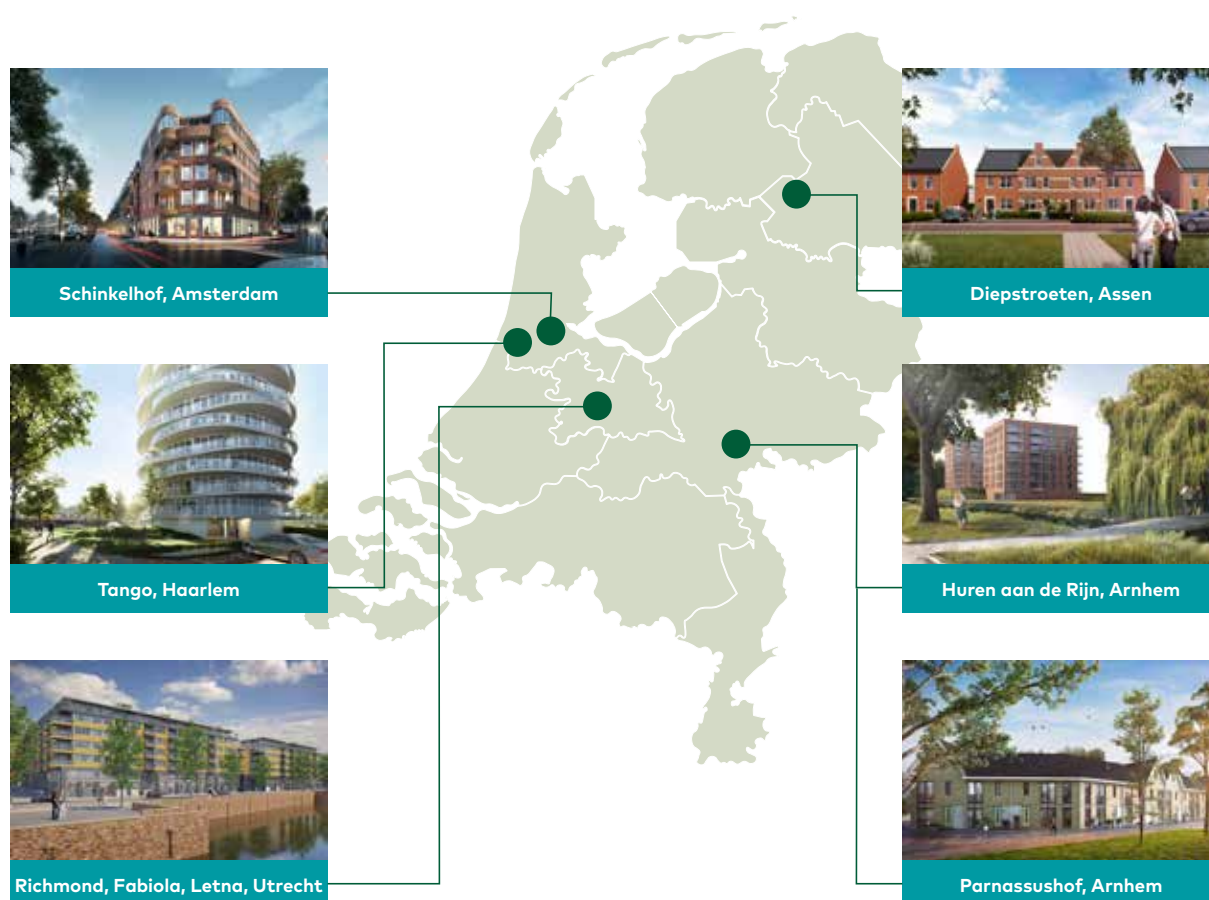 Schinkelhof, Amsterdam
Diepstroeten, Assen
Tango, Haarlem
Huren aan de Rijn, Arnhem
Richmond, Fabiola, Letna, Utrecht
Parnassushof, Arnhem